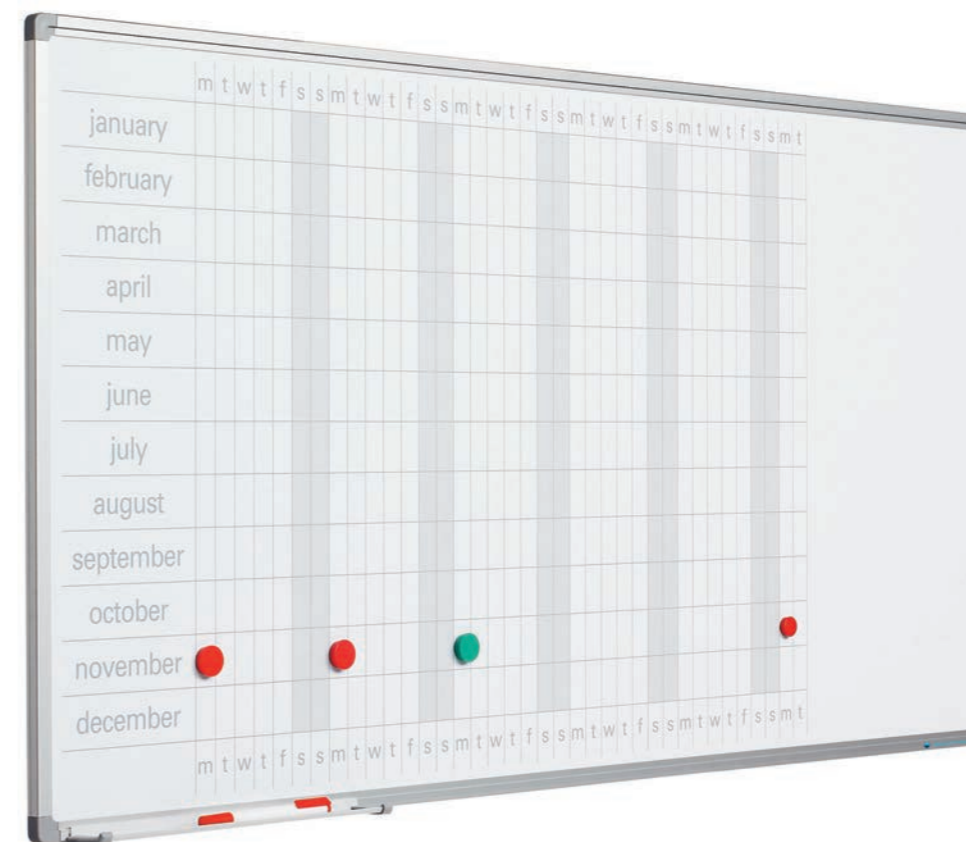 m t w t f s s m t w t f s s m t w t f s s m t w t f s s m t w t f s s m t
january
february
march
april
may
june
july
august
september
october
november
december
m t w t f s s m t w t f s s m t w t f s s m t w t f s s m t w t f s s m t